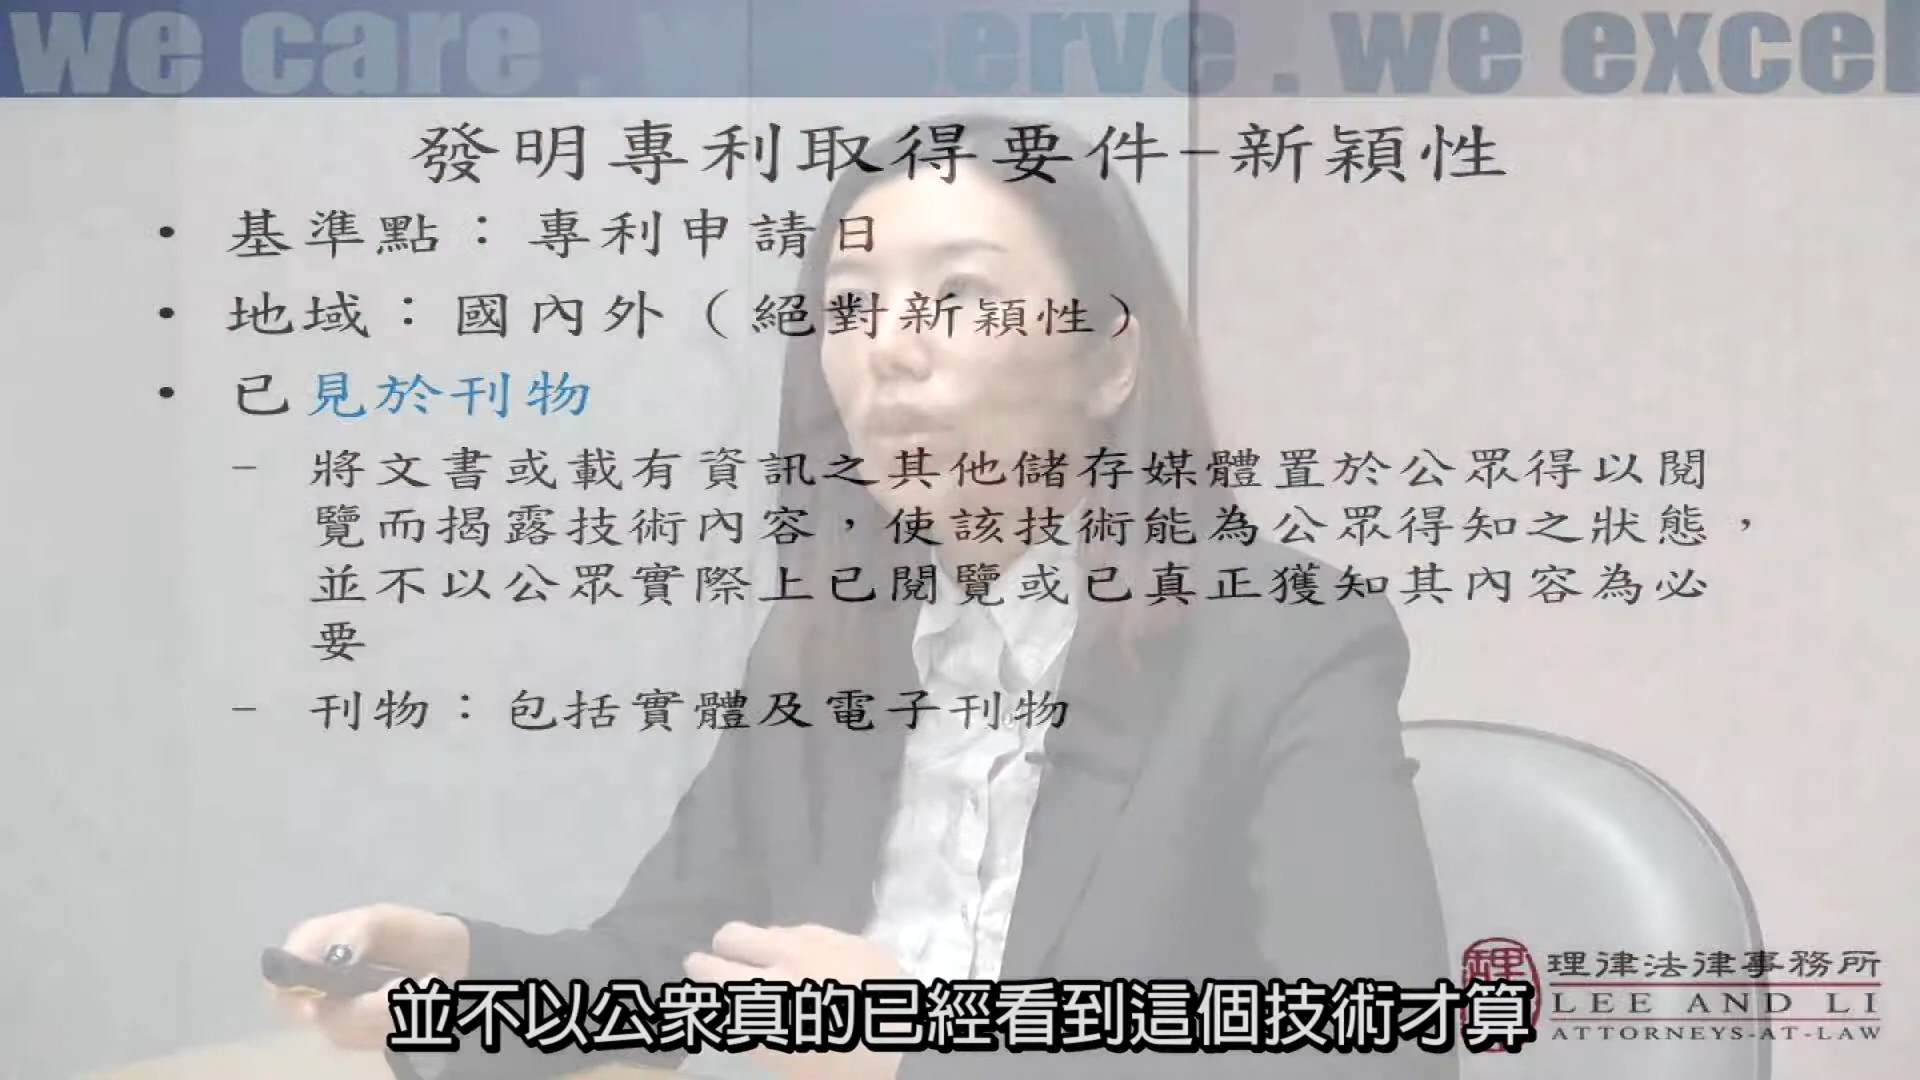 we care . we serve . we excel
發明專利取得要件-新穎性
• 基準點：專利申請日
• 地域：國內外（絕對新穎性）
• 已見於刊物
– 將文書或載有資訊之其他儲存媒體置於公眾得以閱
覽而揭露技術內容，使該技術能為公眾得知之狀態，
並不以公眾實際上已閱覽或已真正獲知其內容為必
要
– 刊物：包括實體及電子刊物
理律法律事務所
LEE AND LI
ATTORNEYS-AT-LAW
並不以公眾真的已經看到這個技術才算